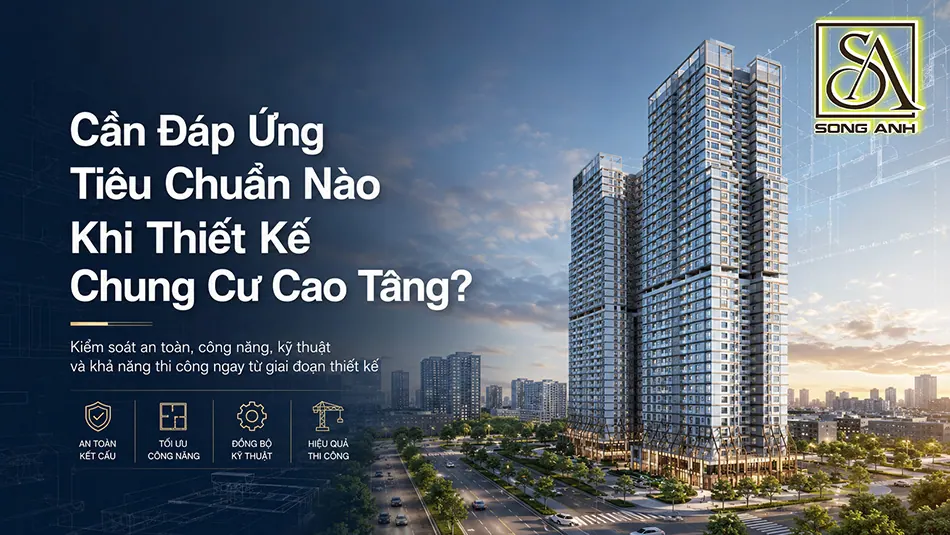 Cần Đáp Ứng
Tiêu Chuẩn Nào
Khi Thiết Kế
Chung Cư Cao Tâng?
Kiểm soát an toàn, công năng, kỹ thuật
và khả năng thi công ngay từ giai đoạn thiết kế
AN TOÀN
KẾT CẤU
TỐI ƯU
CÔNG NĂNG
ĐỒNG BỘ
KỸ THUẬT
HIỆU QUẢ
THI CÔNG
SA
SONG ANH